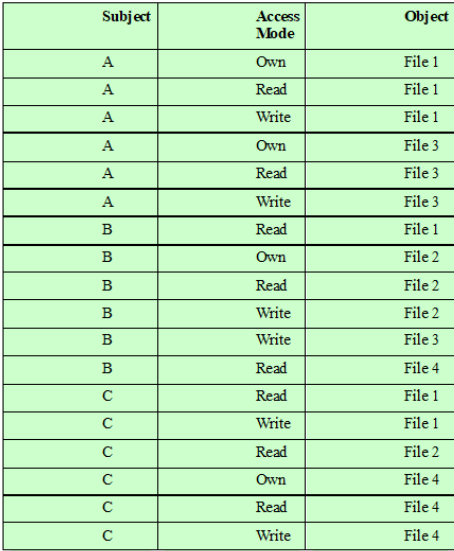 Subject Access Mode Object
A Own File 1
A Read File 1
A Write File 1
A Own File 3
A Read File 3
A Write File 3
B Read File 1
B Own File 2
B Read File 2
B Write File 2
B Write File 3
B Read File 4
C Read File 1
C Write File 1
C Read File 2
C Own File 4
C Read File 4
C Write File 4